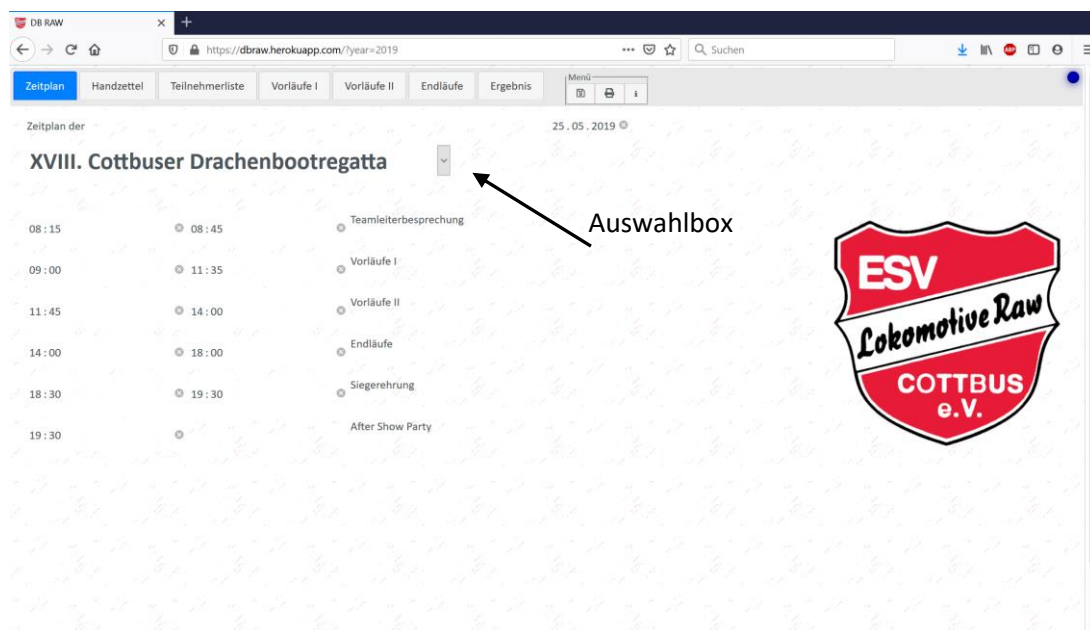 DB RAW
https://dbraw.herokuapp.com/?year=2019
Suchen
ABP
Zeitplan Handzettel Teilnehmerliste Vorläufe I Vorläufe II Endläufe Ergebnis
Menü
i
Zeitplan der 25.05.2019
XVIII. Cottbuser Drachenbootregatta
Auswahlbox
08:15 08:45 Teamleiterbesprechung
09:00 11:35 Vorläufe I
11:45 14:00 Vorläufe II
14:00 18:00 Endläufe
18:30 19:30 Siegerehrung
19:30 After Show Party
ESV
Lokomotive Raw
COTTBUS
e.V.